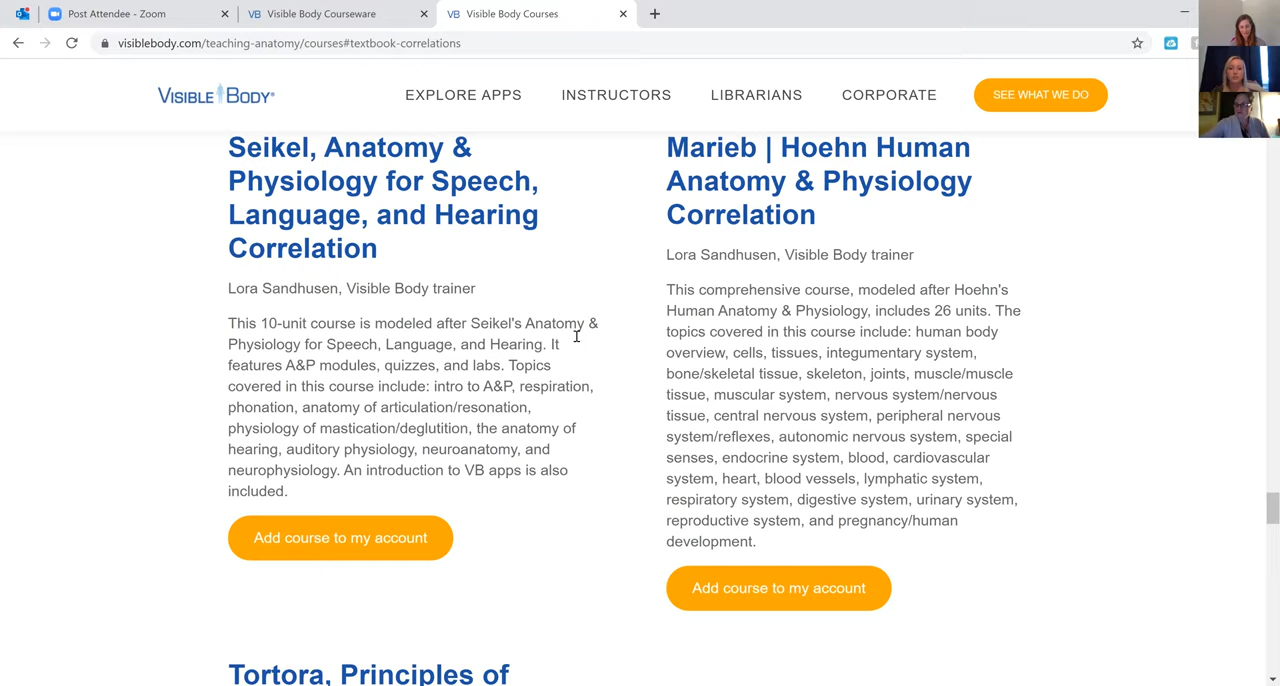 Post Attendee - Zoom
VB Visible Body Courseware
VB Visible Body Courses
visiblebody.com/teaching-anatomy/courses#textbook-correlations
VISIBLE BODY®
EXPLORE APPS
INSTRUCTORS
LIBRARIANS
CORPORATE
SEE WHAT WE DO
Seikel, Anatomy &
Physiology for Speech,
Language, and Hearing
Correlation
Lora Sandhusen, Visible Body trainer
This 10-unit course is modeled after Seikel's Anatomy &
Physiology for Speech, Language, and Hearing. It
features A&P modules, quizzes, and labs. Topics
covered in this course include: intro to A&P, respiration,
phonation, anatomy of articulation/resonation,
physiology of mastication/deglutition, the anatomy of
hearing, auditory physiology, neuroanatomy, and
neurophysiology. An introduction to VB apps is also
included.
Add course to my account
Marieb | Hoehn Human
Anatomy & Physiology
Correlation
Lora Sandhusen, Visible Body trainer
This comprehensive course, modeled after Hoehn's
Human Anatomy & Physiology, includes 26 units. The
topics covered in this course include: human body
overview, cells, tissues, integumentary system,
bone/skeletal tissue, skeleton, joints, muscle/muscle
tissue, muscular system, nervous system/nervous
tissue, central nervous system, peripheral nervous
system/reflexes, autonomic nervous system, special
senses, endocrine system, blood, cardiovascular
system, heart, blood vessels, lymphatic system,
respiratory system, digestive system, urinary system,
reproductive system, and pregnancy/human
development.
Add course to my account
Tortora, Principles of